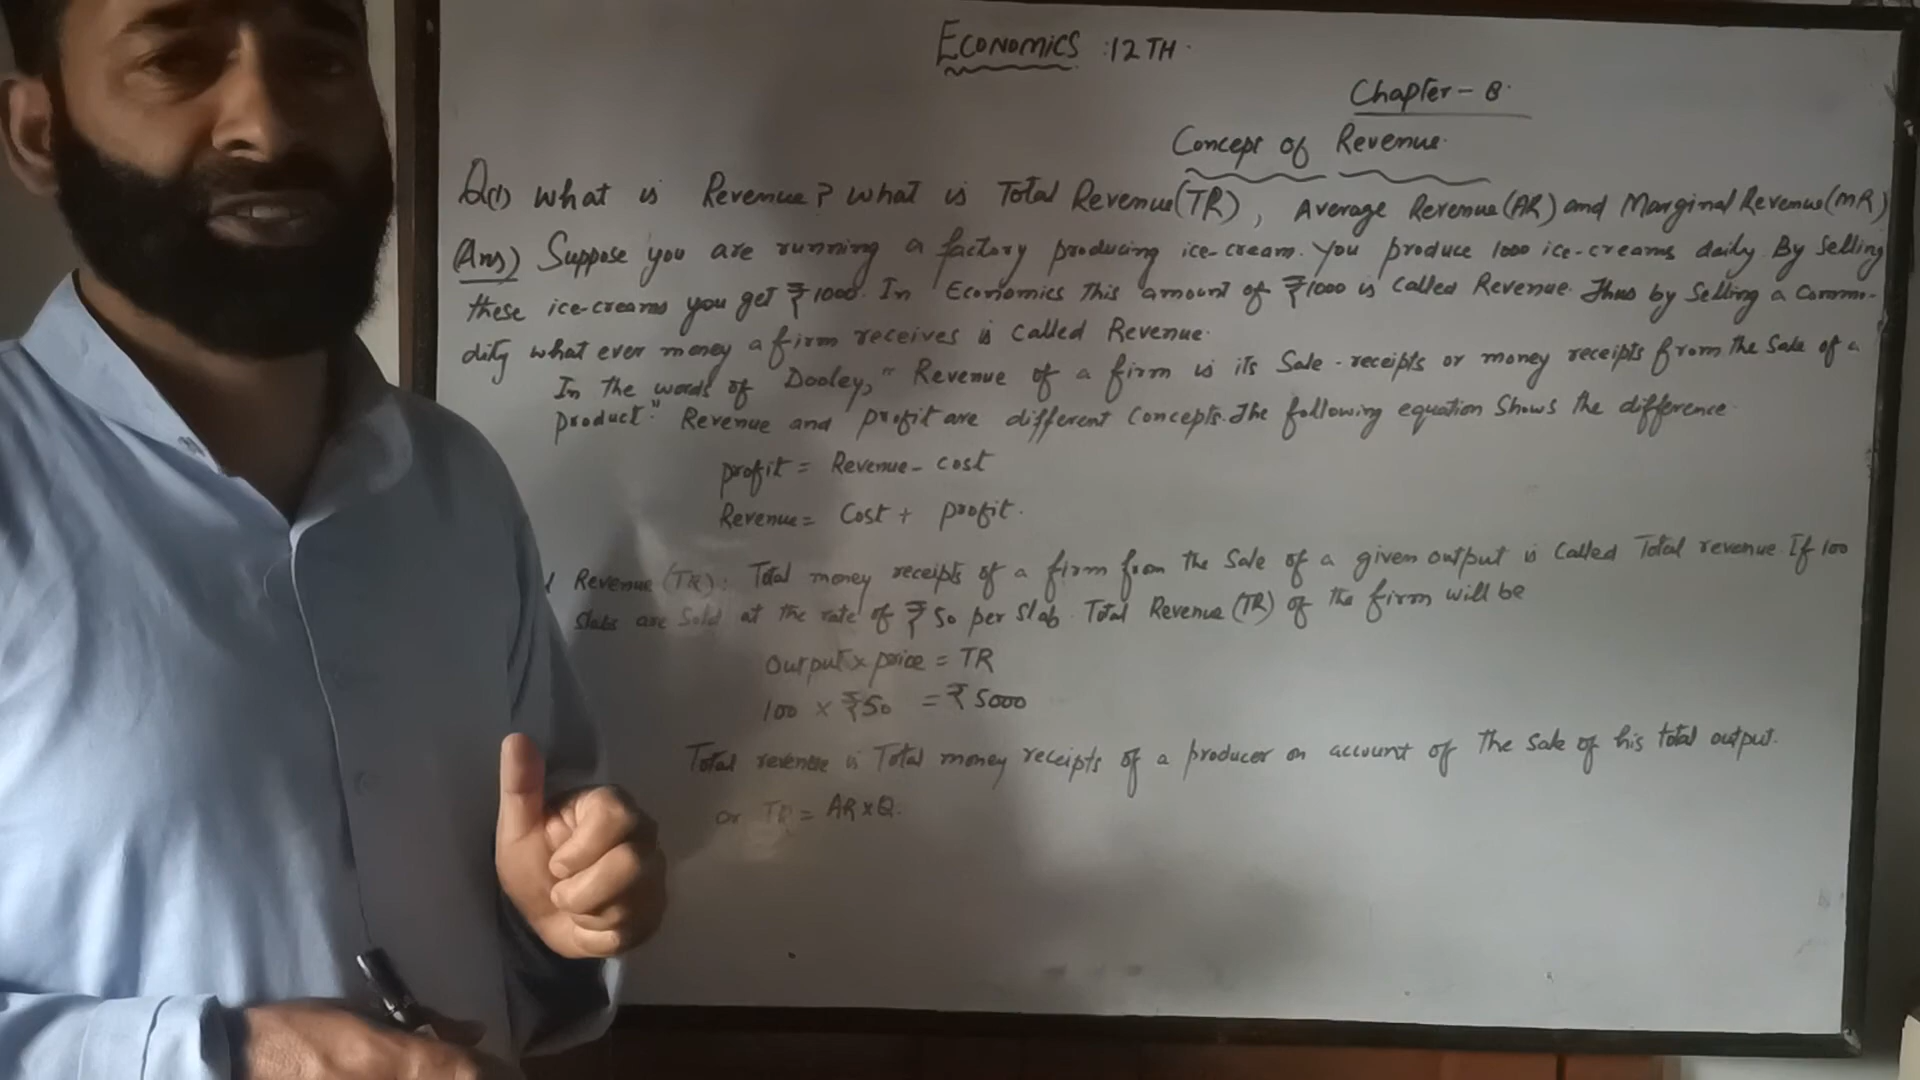 ECONOMICS :12TH.
Chapter-8.
Concept of Revenue.
Q(1) What is Revenue? What is Total Revenue(TR), Average Revenue(AR) and Marginal Revenue(MR)
(Ans) Suppose you are running a factory producing ice-cream. You produce 1000 ice-creams daily. By Selling
these ice-creams you get ₹1000. In Economics this amount of ₹1000 is called Revenue. Thus by Selling a Commo-
dity what ever money a firm receives is called Revenue.
In the words of Dooley, "Revenue of a firm is its Sale-receipts or money receipts from the Sale of a
product". Revenue and profit are different Concepts. The following equation Shows the difference.
profit = Revenue - cost
Revenue = Cost + profit.
Revenue (TR): Total money receipts of a firm from the Sale of a given output is Called Total revenue. If 100
Slabs are Sold at the rate of ₹50 per Slab. Total Revenue (TR) of the firm will be
Output x price = TR
100 x ₹50 = ₹5000
Total revenue is Total money receipts of a producer on account of the Sale of his total output.
or TR = AR x Q.